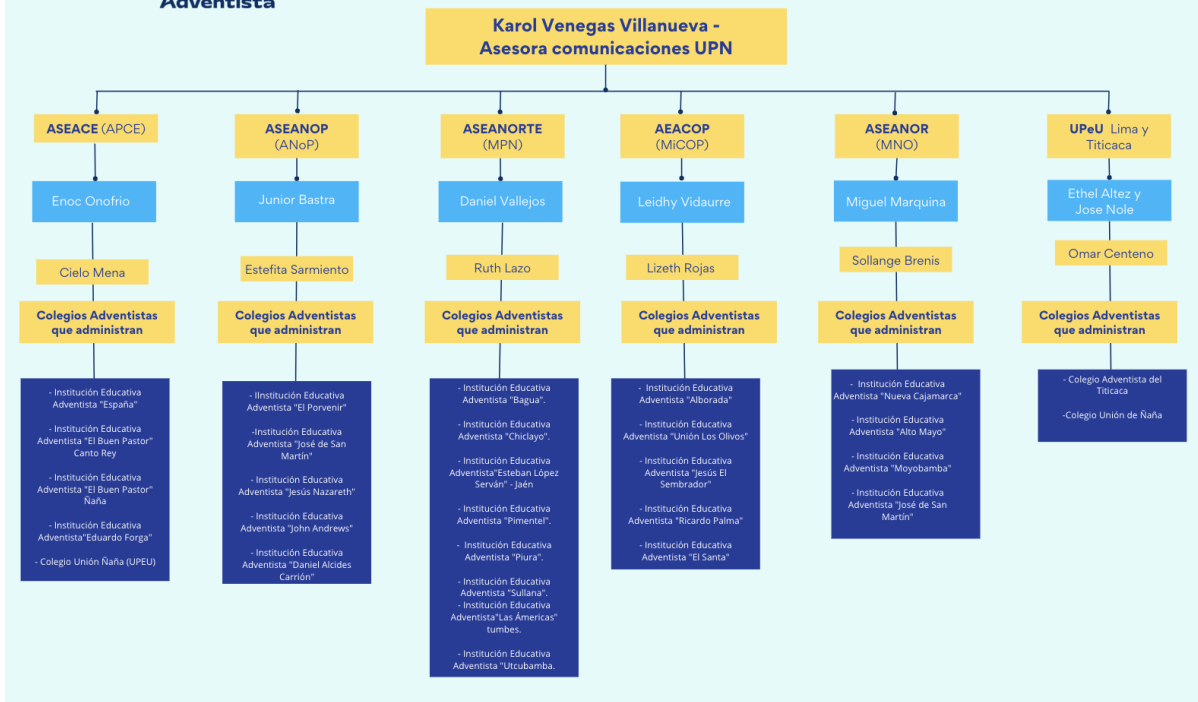 Adventista
Karol Venegas Villanueva -
Asesora comunicaciones UPN
ASEACE (APCE)
Enoc Onofrio
Cielo Mena
Colegios Adventistas
que administran
- Institución Educativa
Adventista "España"
- Institución Educativa
Adventista "El Buen Pastor"
Canto Rey
- Institución Educativa
Adventista "El Buen Pastor"
Ñaña
- Institución Educativa
Adventista"Eduardo Forga"
- Colegio Unión Ñaña (UPEU)
ASEANOP
(ANoP)
Junior Bastra
Estefita Sarmiento
Colegios Adventistas
que administran
- IInstitución Educativa
Adventista "El Porvenir"
-Institución Educativa
Adventista "José de San
Martín"
- Institución Educativa
Adventista "Jesús Nazareth"
- Institución Educativa
Adventista "John Andrews"
- Institución Educativa
Adventista "Daniel Alcides
Carrión"
ASEANORTE
(MPN)
Daniel Vallejos
Ruth Lazo
Colegios Adventistas
que administran
- Institución Educativa
Adventista "Bagua".
- Institución Educativa
Adventista "Chiclayo".
- Institución Educativa
Adventista"Esteban López
Serván" - Jaén
- Institución Educativa
Adventista "Pimentel".
- Institución Educativa
Adventista "Piura".
- Institución Educativa
Adventista "Sullana".
- Institución Educativa
Adventista"Las Ámericas"
tumbes.
- Institución Educativa
Adventista "Utcubamba.
AEACOP
(MiCOP)
Leidhy Vidaurre
Lizeth Rojas
Colegios Adventistas
que administran
- Institución Educativa
Adventista "Alborada"
- Institución Educativa
Adventista "Unión Los Olivos"
- Institución Educativa
Adventista "Jesús El
Sembrador"
- Institución Educativa
Adventista "Ricardo Palma"
- Institución Educativa
Adventista "El Santa"
ASEANOR
(MNO)
Miguel Marquina
Sollange Brenis
Colegios Adventistas
que administran
- Institución Educativa
Adventista "Nueva Cajamarca"
- Institución Educativa
Adventista "Alto Mayo"
- Institución Educativa
Adventista "Moyobamba"
- Institución Educativa
Adventista "José de San
Martín"
UPeU Lima y
Titicaca
Ethel Altez y
Jose Nole
Omar Centeno
Colegios Adventistas
que administran
- Colegio Adventista del
Titicaca
-Colegio Unión de Ñaña